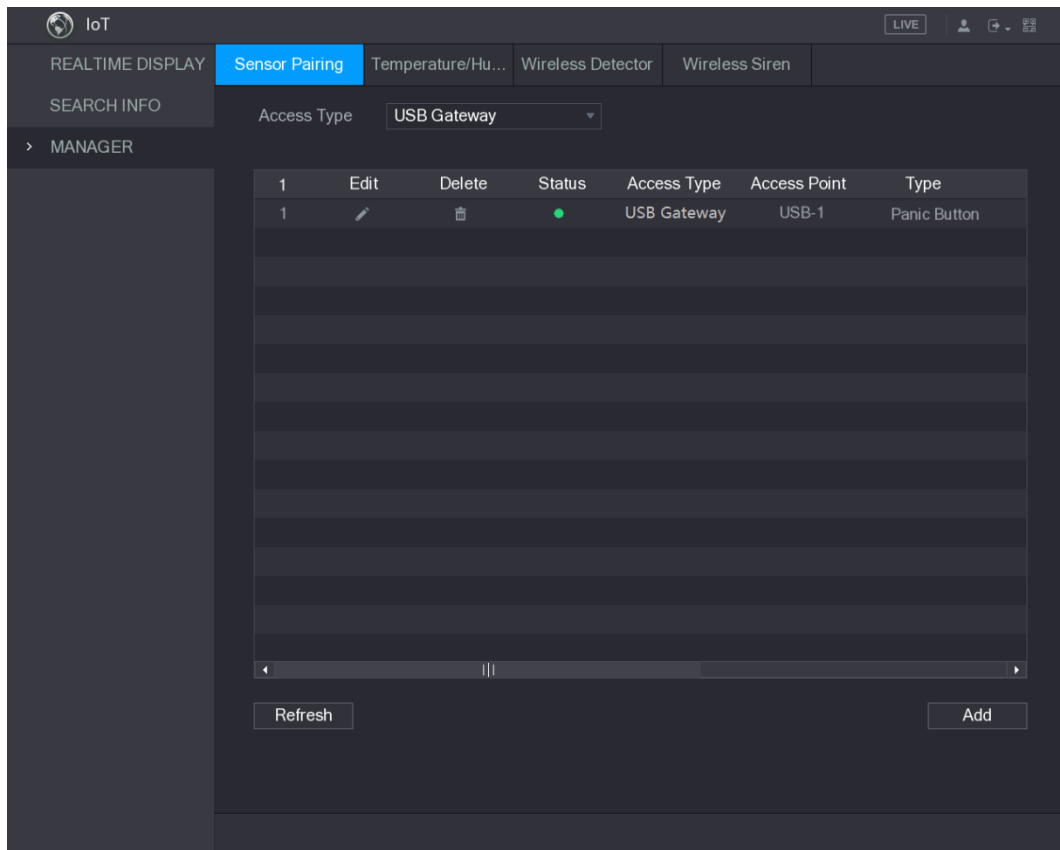 IoT LIVE
REALTIME DISPLAY
SEARCH INFO
MANAGER
Sensor Pairing Temperature/Hu... Wireless Detector Wireless Siren
Access Type USB Gateway
1 Edit Delete Status Access Type Access Point Type
1 USB Gateway USB-1 Panic Button
Refresh Add